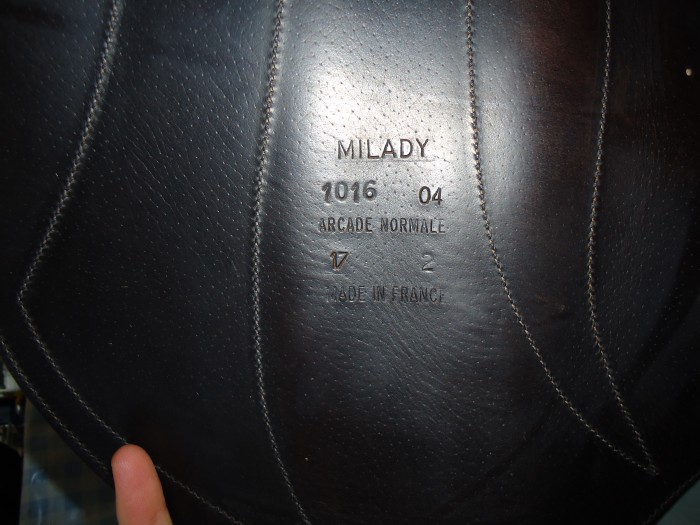 MILADY
1016 04
ARCADE NORMALE
17 2
MADE IN FRANCE